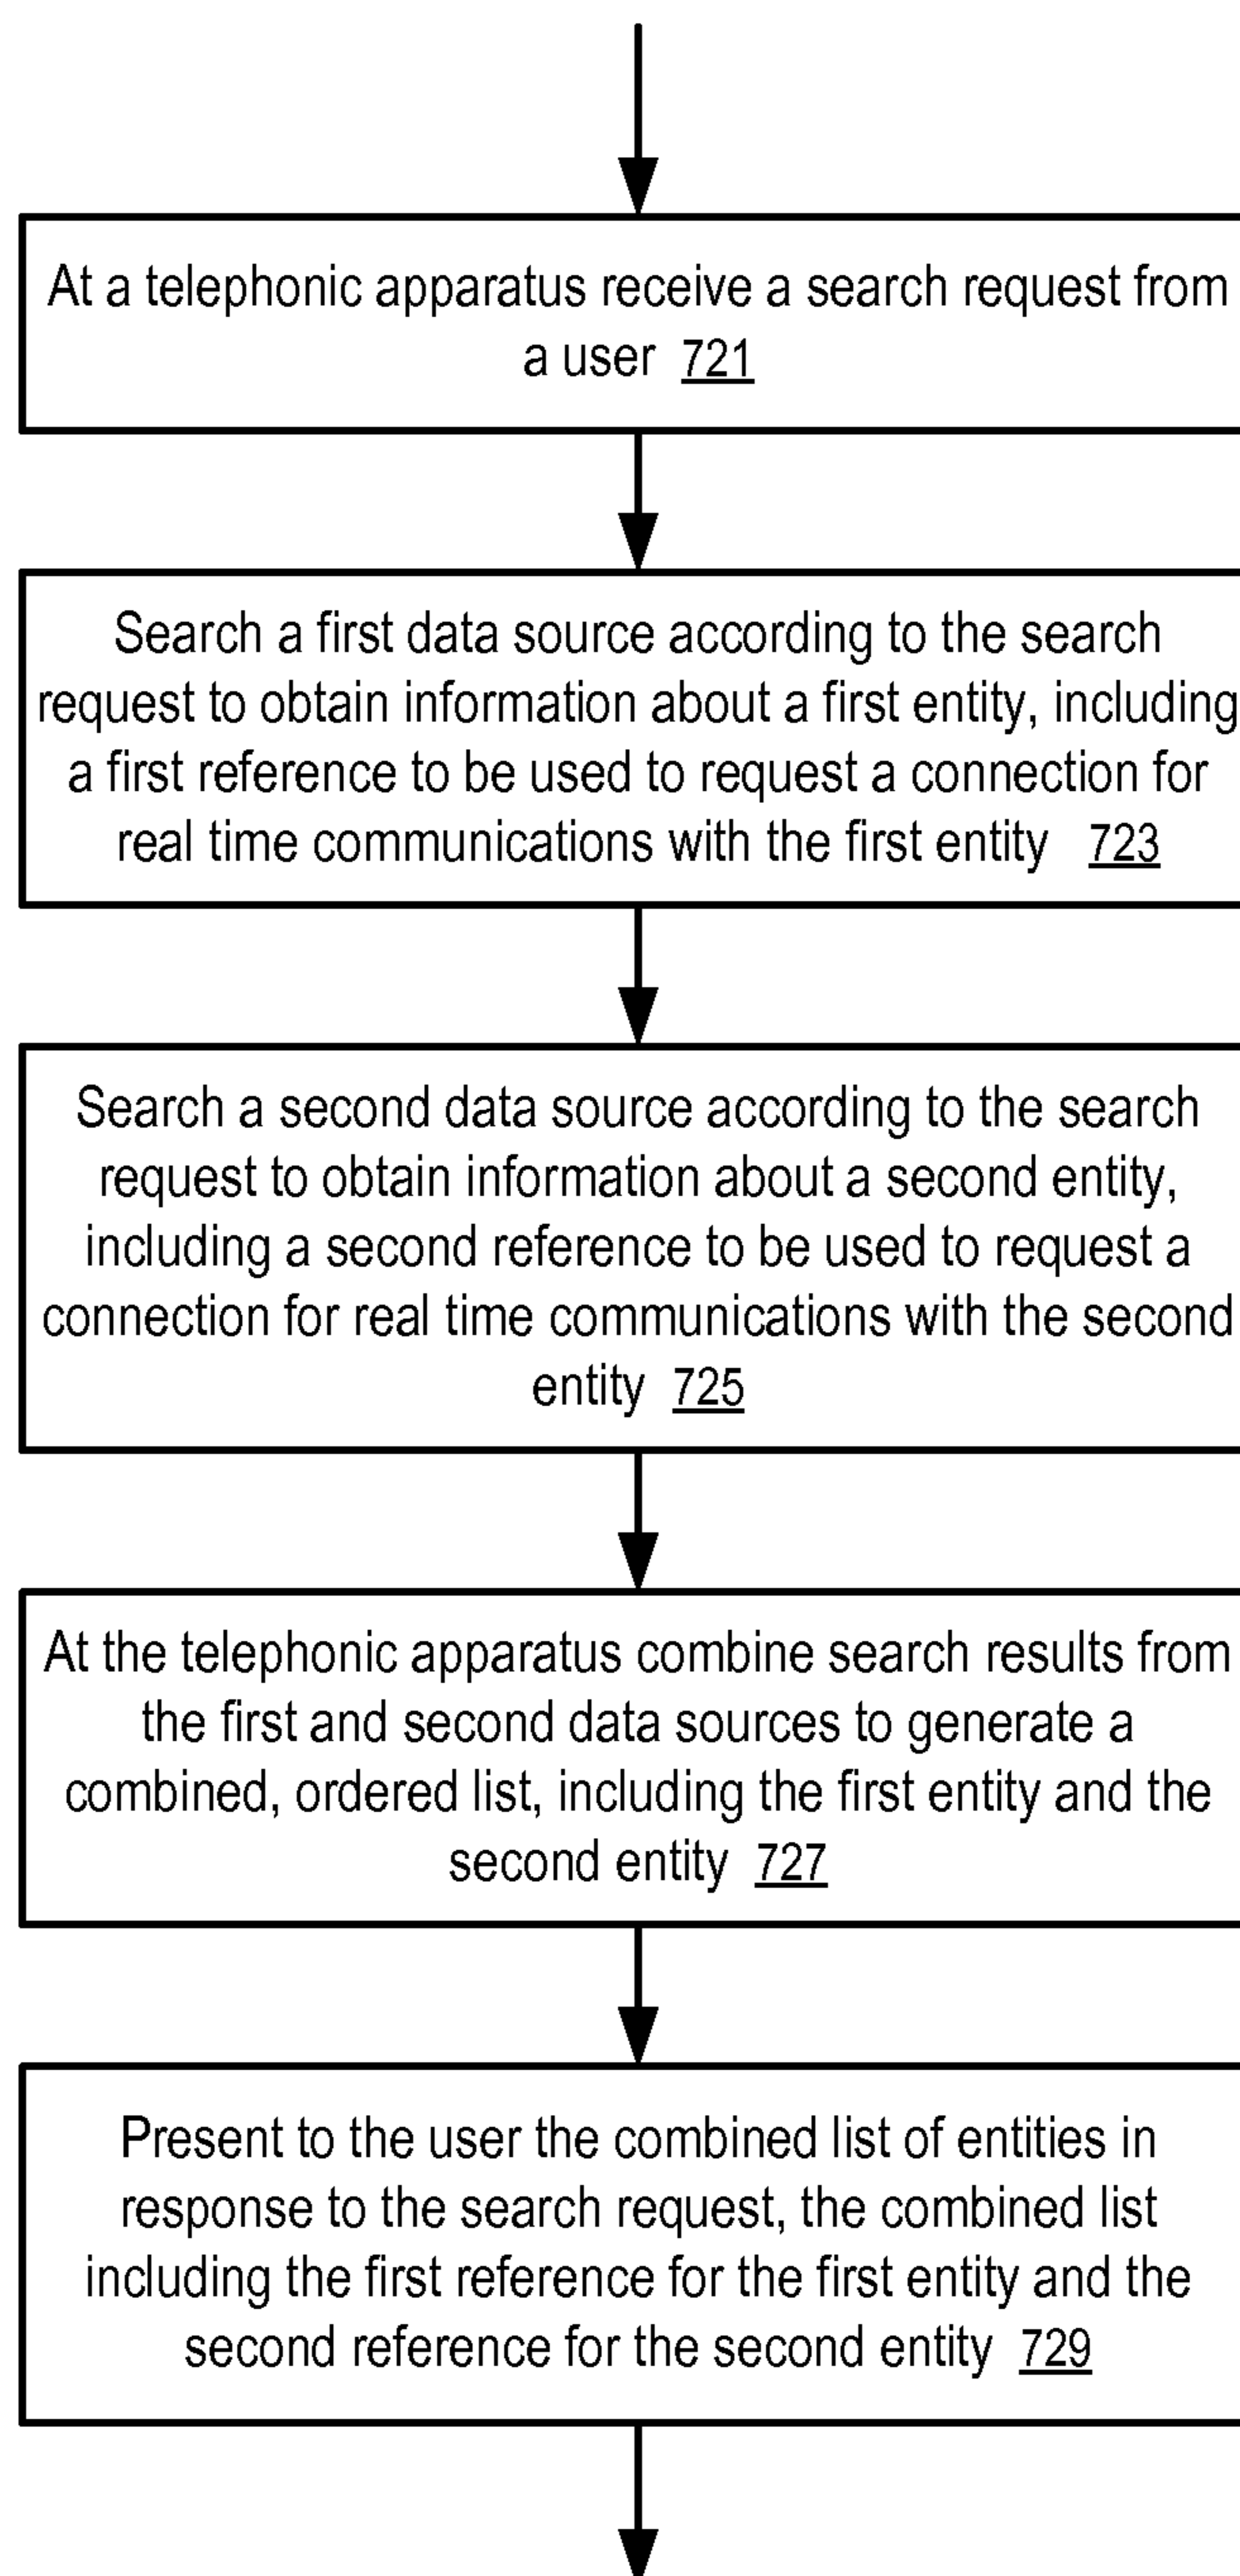 At a telephonic apparatus receive a search request from
a user 721
Search a first data source according to the search
request to obtain information about a first entity, including
a first reference to be used to request a connection for
real time communications with the first entity 723
Search a second data source according to the search
request to obtain information about a second entity,
including a second reference to be used to request a
connection for real time communications with the second
entity 725
At the telephonic apparatus combine search results from
the first and second data sources to generate a
combined, ordered list, including the first entity and the
second entity 727
Present to the user the combined list of entities in
response to the search request, the combined list
including the first reference for the first entity and the
second reference for the second entity 729